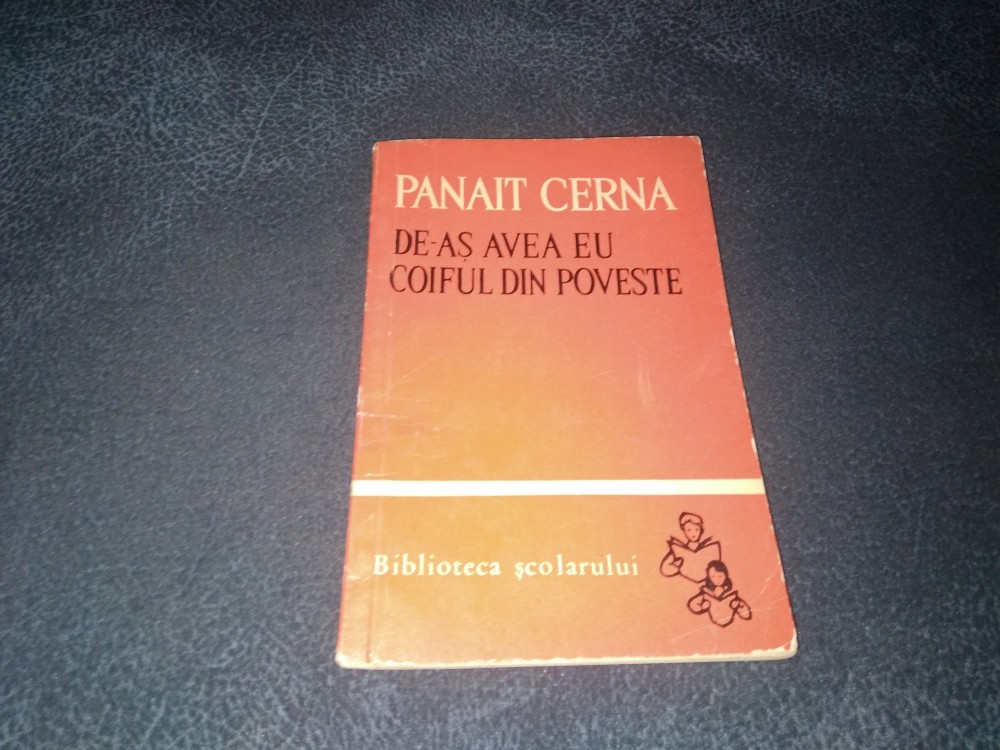 PANAIT CERNA
DE-AȘ AVEA EU
COIFUL DIN POVESTE
Biblioteca școlarului